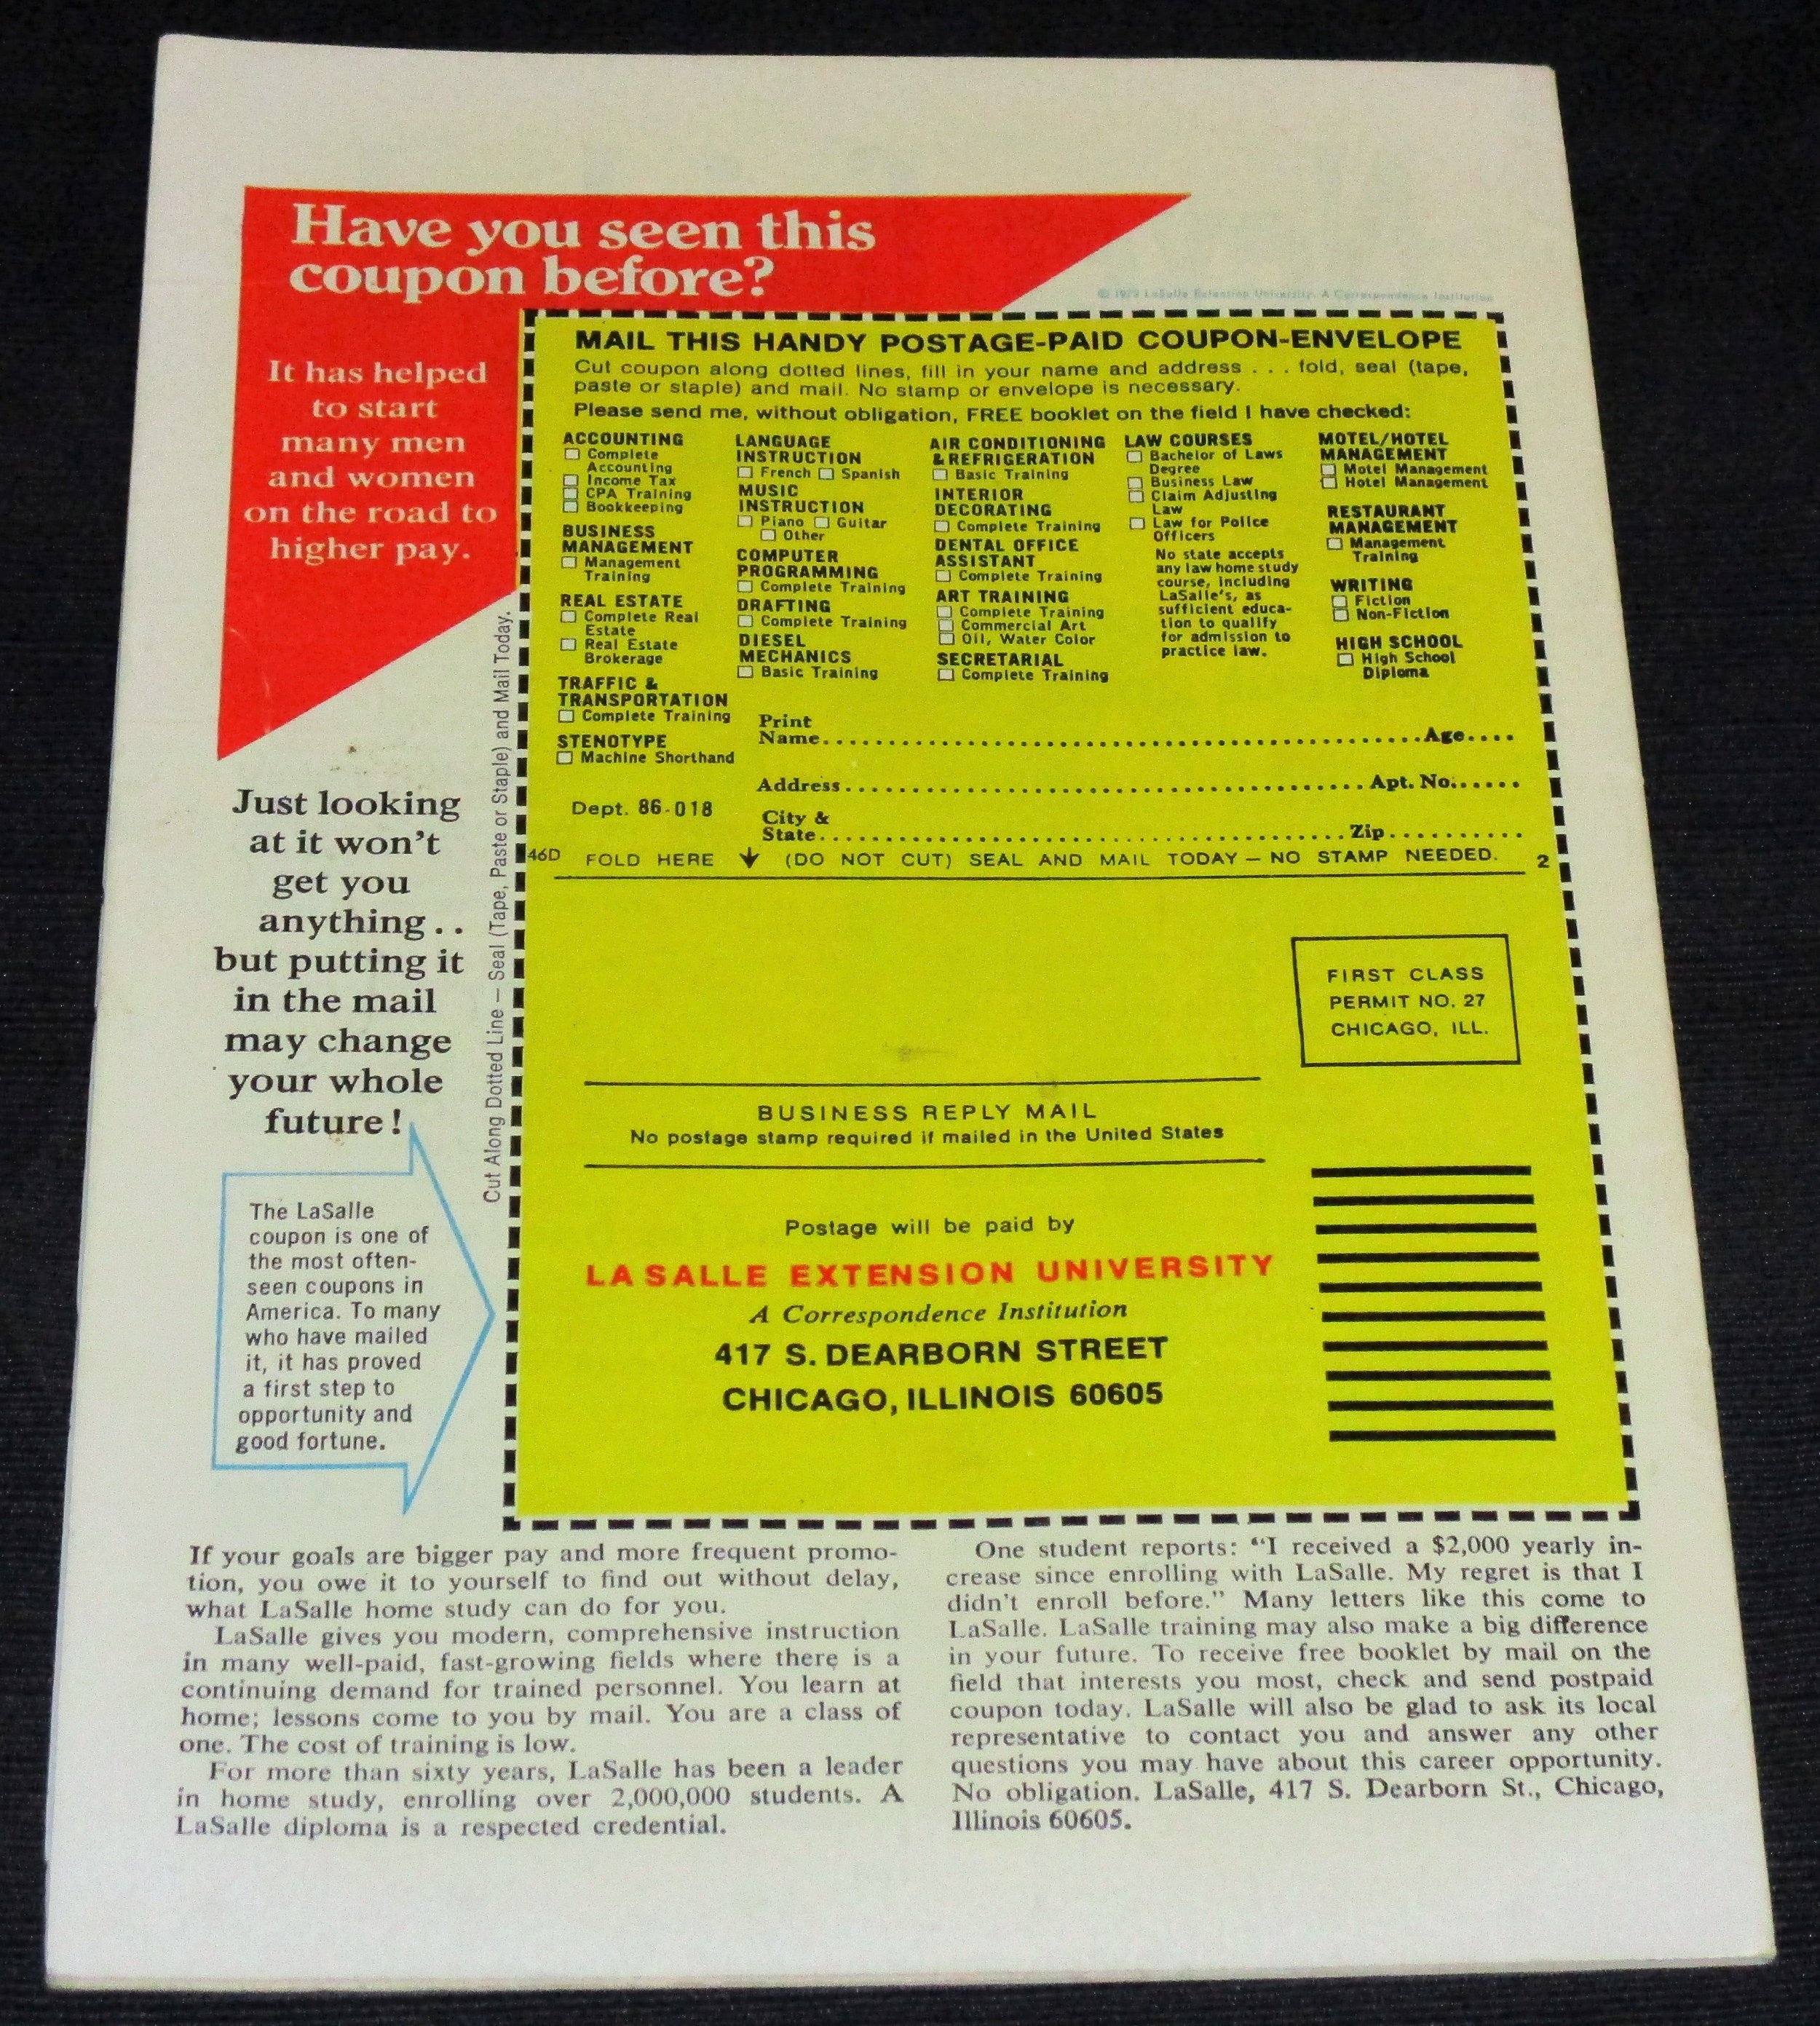 Have you seen this
coupon before?
© 1972 LaSalle Extension University, A Correspondence Institution
It has helped
to start
many men
and women
on the road to
higher pay.
Just looking
at it won't
get you
anything . .
but putting it
in the mail
may change
your whole
future!
The LaSalle
coupon is one of
the most often-
seen coupons in
America. To many
who have mailed
it, it has proved
a first step to
opportunity and
good fortune.
Cut Along Dotted Line — Seal (Tape, Paste or Staple) and Mail Today.
MAIL THIS HANDY POSTAGE-PAID COUPON-ENVELOPE
Cut coupon along dotted lines, fill in your name and address . . . fold, seal (tape,
paste or staple) and mail. No stamp or envelope is necessary.
Please send me, without obligation, FREE booklet on the field I have checked:
ACCOUNTING
Complete
Accounting
Income Tax
CPA Training
Bookkeeping
BUSINESS
MANAGEMENT
Management
Training
REAL ESTATE
Complete Real
Estate
Real Estate
Brokerage
TRAFFIC &
TRANSPORTATION
Complete Training
STENOTYPE
Machine Shorthand
LANGUAGE
INSTRUCTION
French Spanish
MUSIC
INSTRUCTION
Piano Guitar
Other
COMPUTER
PROGRAMMING
Complete Training
DRAFTING
Complete Training
DIESEL
MECHANICS
Basic Training
AIR CONDITIONING
& REFRIGERATION
Basic Training
INTERIOR
DECORATING
Complete Training
DENTAL OFFICE
ASSISTANT
Complete Training
ART TRAINING
Complete Training
Commercial Art
Oil, Water Color
SECRETARIAL
Complete Training
LAW COURSES
Bachelor of Laws
Degree
Business Law
Claim Adjusting
Law
Law for Police
Officers
No state accepts
any law home study
course, including
LaSalle's, as
sufficient educa-
tion to qualify
for admission to
practice law.
MOTEL/HOTEL
MANAGEMENT
Motel Management
Hotel Management
RESTAURANT
MANAGEMENT
Management
Training
WRITING
Fiction
Non-Fiction
HIGH SCHOOL
High School
Diploma
Print
Name Age
Address Apt. No.
City &
State Zip
Dept. 86-018
46D FOLD HERE (DO NOT CUT) SEAL AND MAIL TODAY — NO STAMP NEEDED. 2
FIRST CLASS
PERMIT NO. 27
CHICAGO, ILL.
BUSINESS REPLY MAIL
No postage stamp required if mailed in the United States
Postage will be paid by
LA SALLE EXTENSION UNIVERSITY
A Correspondence Institution
417 S. DEARBORN STREET
CHICAGO, ILLINOIS 60605
If your goals are bigger pay and more frequent promo-
tion, you owe it to yourself to find out without delay,
what LaSalle home study can do for you.
LaSalle gives you modern, comprehensive instruction
in many well-paid, fast-growing fields where there is a
continuing demand for trained personnel. You learn at
home; lessons come to you by mail. You are a class of
one. The cost of training is low.
For more than sixty years, LaSalle has been a leader
in home study, enrolling over 2,000,000 students. A
LaSalle diploma is a respected credential.
One student reports: "I received a $2,000 yearly in-
crease since enrolling with LaSalle. My regret is that I
didn't enroll before." Many letters like this come to
LaSalle. LaSalle training may also make a big difference
in your future. To receive free booklet by mail on the
field that interests you most, check and send postpaid
coupon today. LaSalle will also be glad to ask its local
representative to contact you and answer any other
questions you may have about this career opportunity.
No obligation. LaSalle, 417 S. Dearborn St., Chicago,
Illinois 60605.